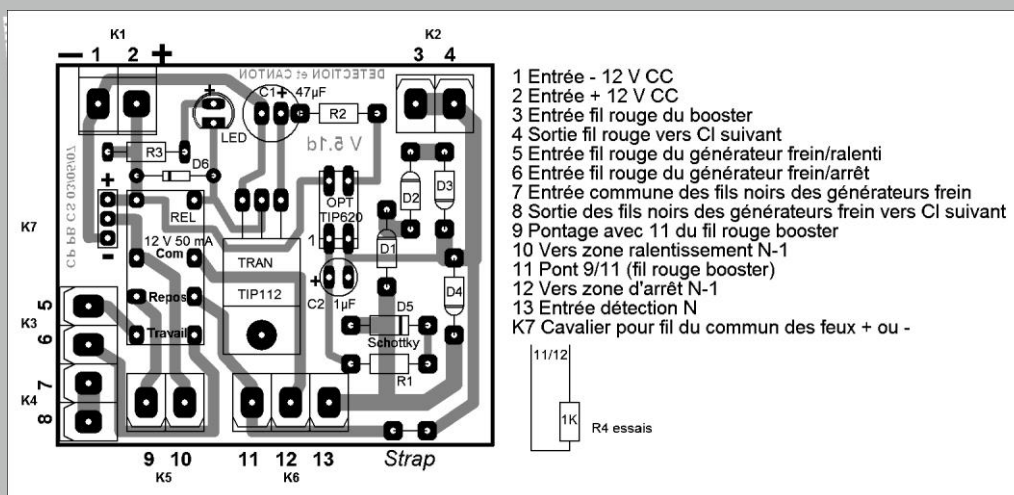 K1
K2
− 1 2 +
3 4
DETECTION et CANTON
C1 + 47µF
+
LED
R2
V 5.1d
R3
D6
CP PB CS 03/05/07
+
K7
-
REL
12 V 50 mA
Com
Repos
Travail
OPT
TIP620
1
TRAN
TIP112
C2 1µF
D2
D3
D1
D4
D5
Schottky
R1
5
K3
6
7
K4
8
9 10
K5
11 12 13
K6
Strap
1 Entrée - 12 V CC
2 Entrée + 12 V CC
3 Entrée fil rouge du booster
4 Sortie fil rouge vers CI suivant
5 Entrée fil rouge du générateur frein/ralenti
6 Entrée fil rouge du générateur frein/arrêt
7 Entrée commune des fils noirs des générateurs frein
8 Sortie des fils noirs des générateurs frein vers CI suivant
9 Pontage avec 11 du fil rouge booster
10 Vers zone ralentissement N-1
11 Pont 9/11 (fil rouge booster)
12 Vers zone d'arrêt N-1
13 Entrée détection N
K7 Cavalier pour fil du commun des feux + ou -
11/12
1K
R4 essais